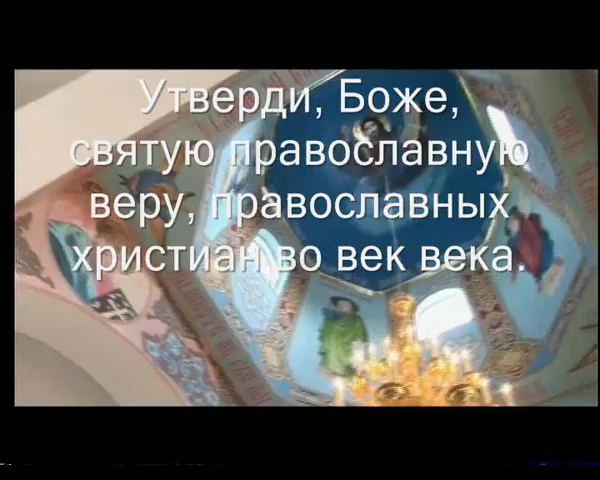 Утверди, Боже,
святую православную
веру, православных
христиан во век века.